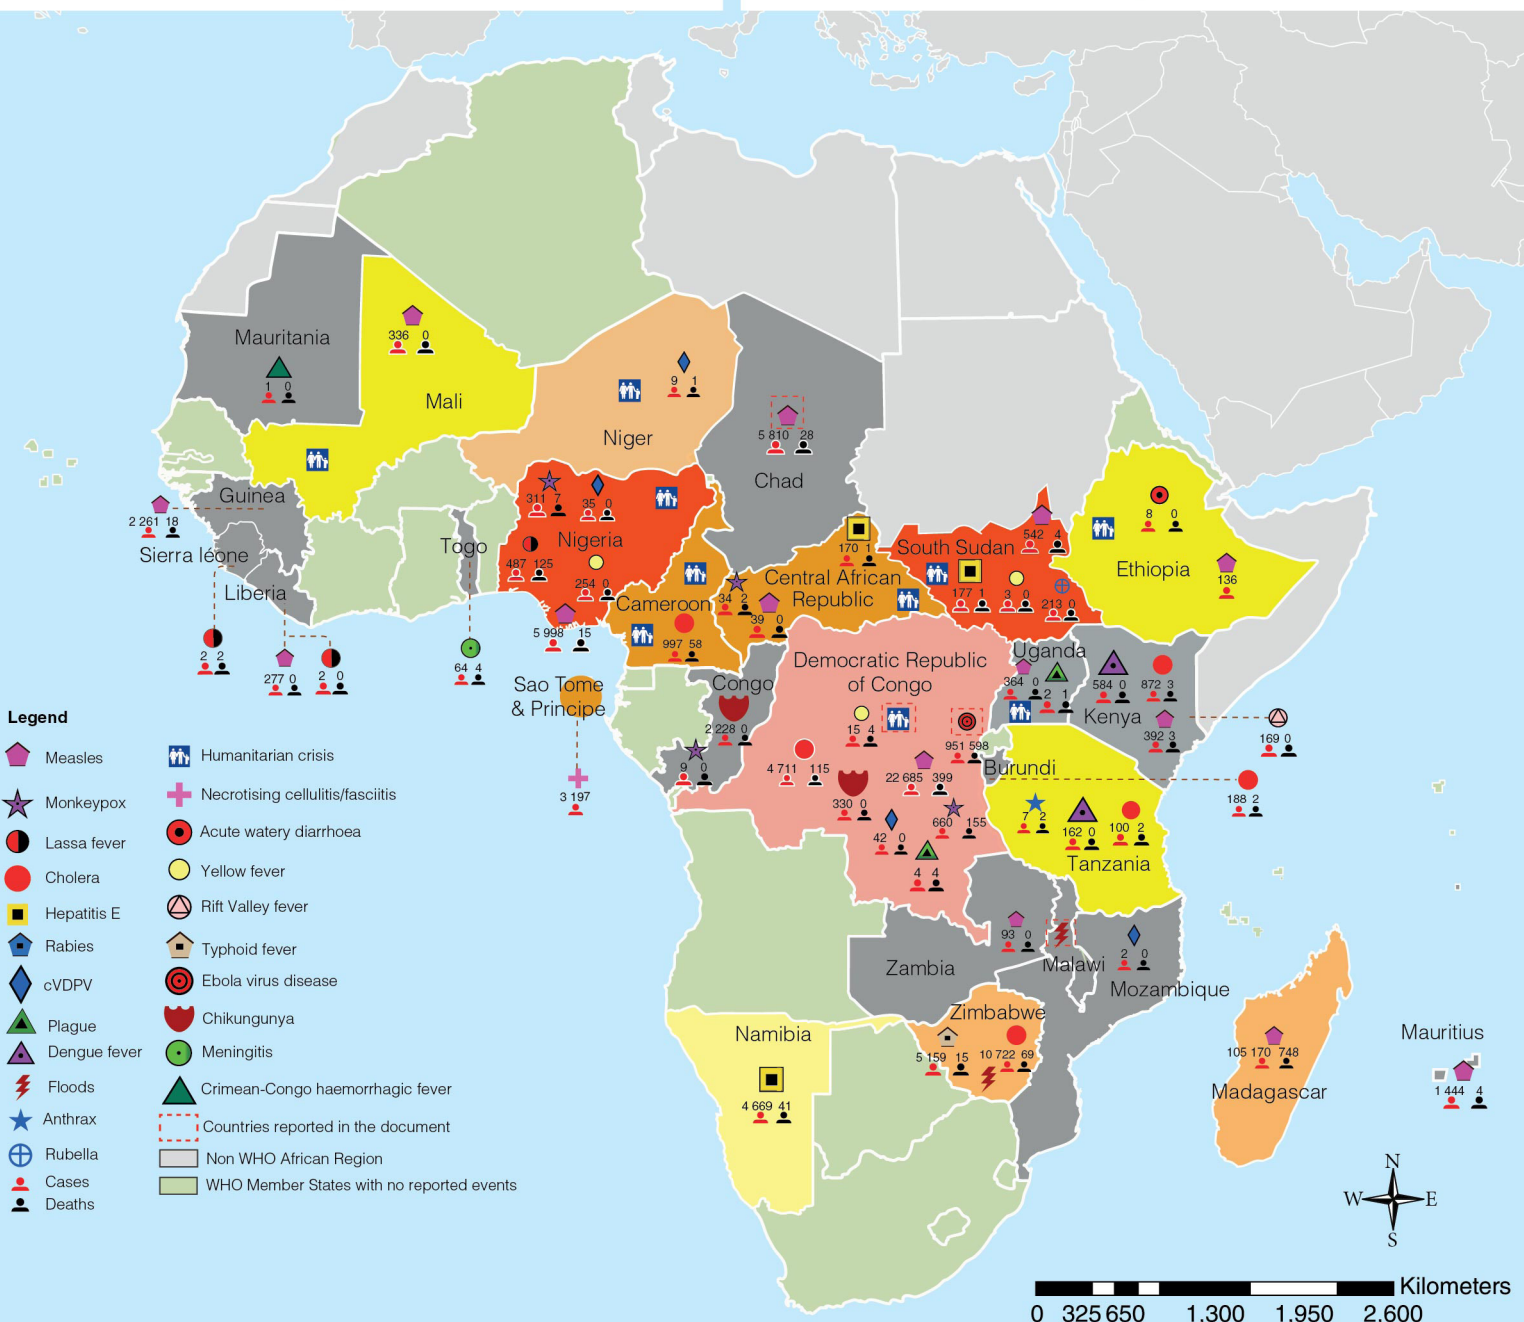 Mauritania
1 0
336 0
Mali
9 1
Niger
5 810 28
Chad
Guinea
2 261 18
Sierra léone
Liberia
2 2
277 0
2 0
Togo
64 4
311 7
35 0
Nigeria
487 125
254 0
5 998 15
Cameroon
997 58
Sao Tome
& Principe
3 197
170 1
Central African
Republic
34 2
39 0
South Sudan
542 4
177 1
3 0
213 0
8 0
Ethiopia
136
Congo
2 228 0
9 0
Democratic Republic
of Congo
15 4
951 598
4 711 115
22 685 399
330 0
660 155
42 0
4 4
Uganda
364 0
2 1
584 0
872 3
Kenya
392 3
169 0
Burundi
188 2
7 2
162 0
100 2
Tanzania
93 0
Zambia
Malawi
2 0
Mozambique
Zimbabwe
5 159 15
10 722 69
Namibia
4 669 41
105 170 748
Madagascar
Mauritius
1 444 4
Legend
Measles
Monkeypox
Lassa fever
Cholera
Hepatitis E
Rabies
cVDPV
Plague
Dengue fever
Floods
Anthrax
Rubella
Cases
Deaths
Humanitarian crisis
Necrotising cellulitis/fasciitis
Acute watery diarrhoea
Yellow fever
Rift Valley fever
Typhoid fever
Ebola virus disease
Chikungunya
Meningitis
Crimean-Congo haemorrhagic fever
Countries reported in the document
Non WHO African Region
WHO Member States with no reported events
N
W E
S
Kilometers
0 325 650 1.300 1.950 2.600